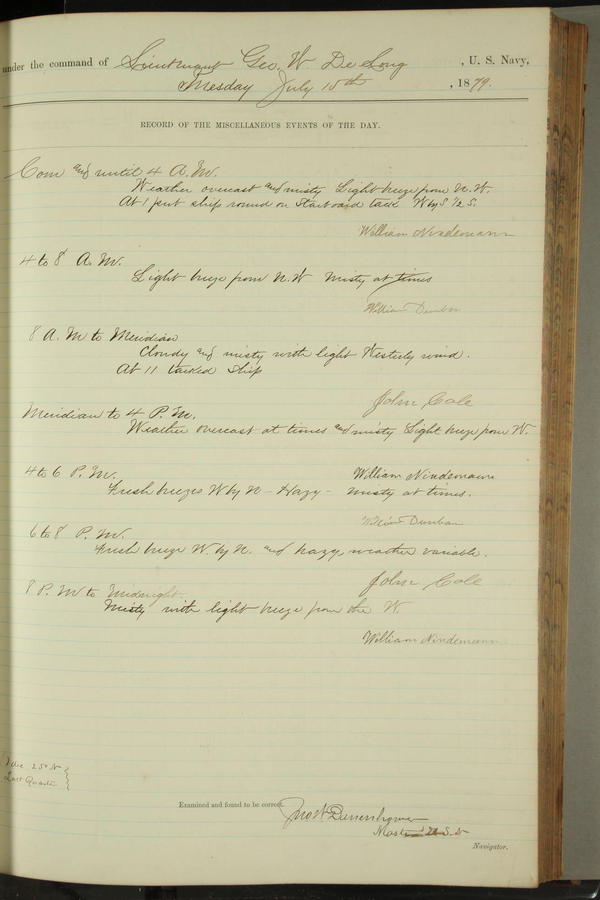 under the command of Lieutenant Geo. W. De Long , U. S. Navy,
Tuesday July 15th , 1879.
RECORD OF THE MISCELLANEOUS EVENTS OF THE DAY.
Com and until 4 A.M.
Weather overcast and misty Light breeze from N.W.
At 1 put ship round on starboard tack W by S 1/2 S.
William Nindemann
4 to 8 A.M.
Light breeze from N.W misty at times
William Dunbar
8 A.M to Meridian
Cloudy and misty with light Westerly wind.
At 11 tacked ship
John Cole
Meridian to 4 P.M.
Weather overcast at times and misty Light breeze from W.
William Nindemann
4 to 6 P.M.
Fresh breezes W by N - Hazy - misty at times.
William Dunbar
6 to 8 P.M.
Fresh breeze W. by N. and hazy, weather variable.
John Cole
8 P.M to Midnight.
Misty with light breeze from the W.
William Nindemann
dec 25° N
Last Quarter
Examined and found to be correct.
Jno W Danenhower
Master U.S.N
Navigator.